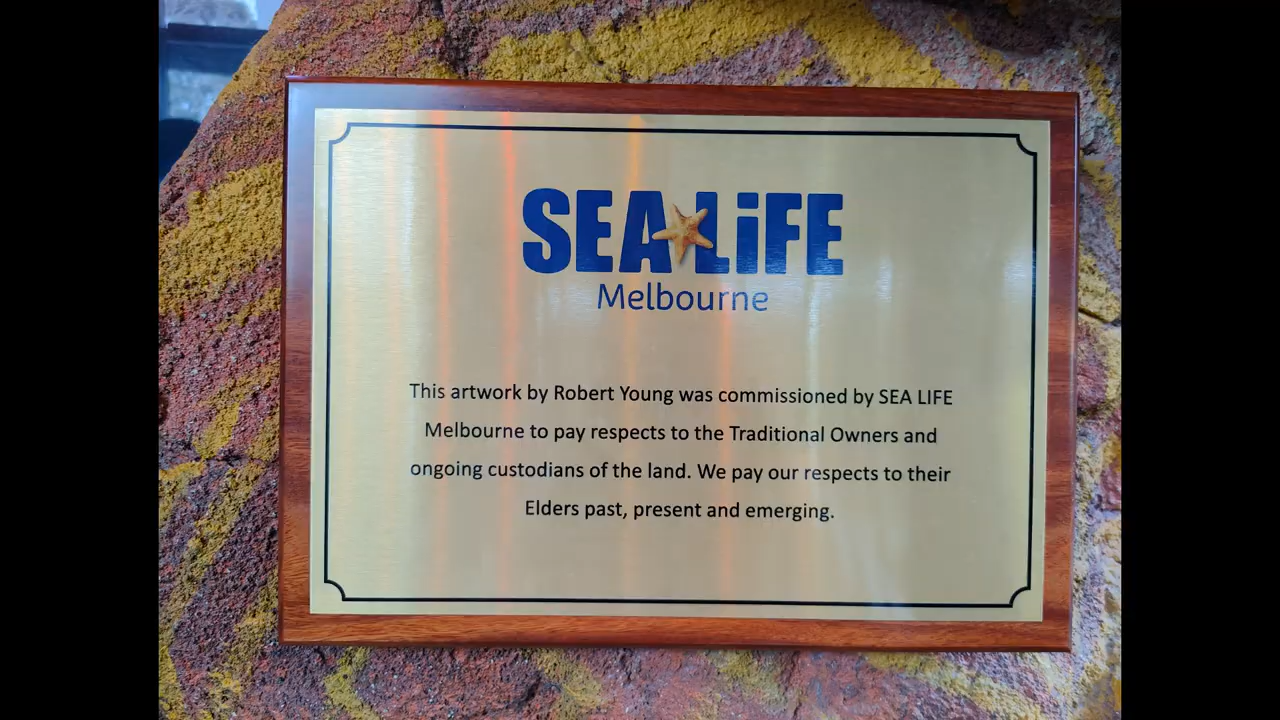 SEA LiFE
Melbourne
This artwork by Robert Young was commissioned by SEA LIFE
Melbourne to pay respects to the Traditional Owners and
ongoing custodians of the land. We pay our respects to their
Elders past, present and emerging.